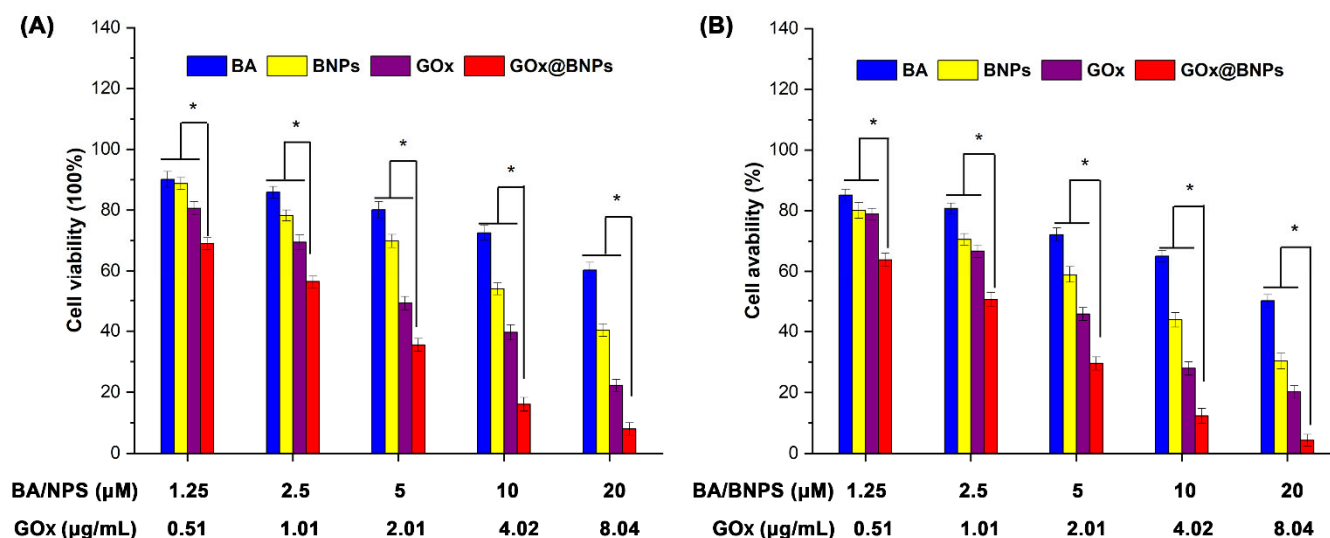 (A)
140
120
100
80
60
40
20
0
Cell viability (100%)
BA BNPs GOx GOx@BNPs
* * * * *
BA/NPS (µM) 1.25 2.5 5 10 20
GOx (µg/mL) 0.51 1.01 2.01 4.02 8.04
(B)
140
120
100
80
60
40
20
0
Cell avability (%)
BA BNPs GOx GOx@BNPs
* * * * *
BA/BNPS (µM) 1.25 2.5 5 10 20
GOx (µg/mL) 0.51 1.01 2.01 4.02 8.04